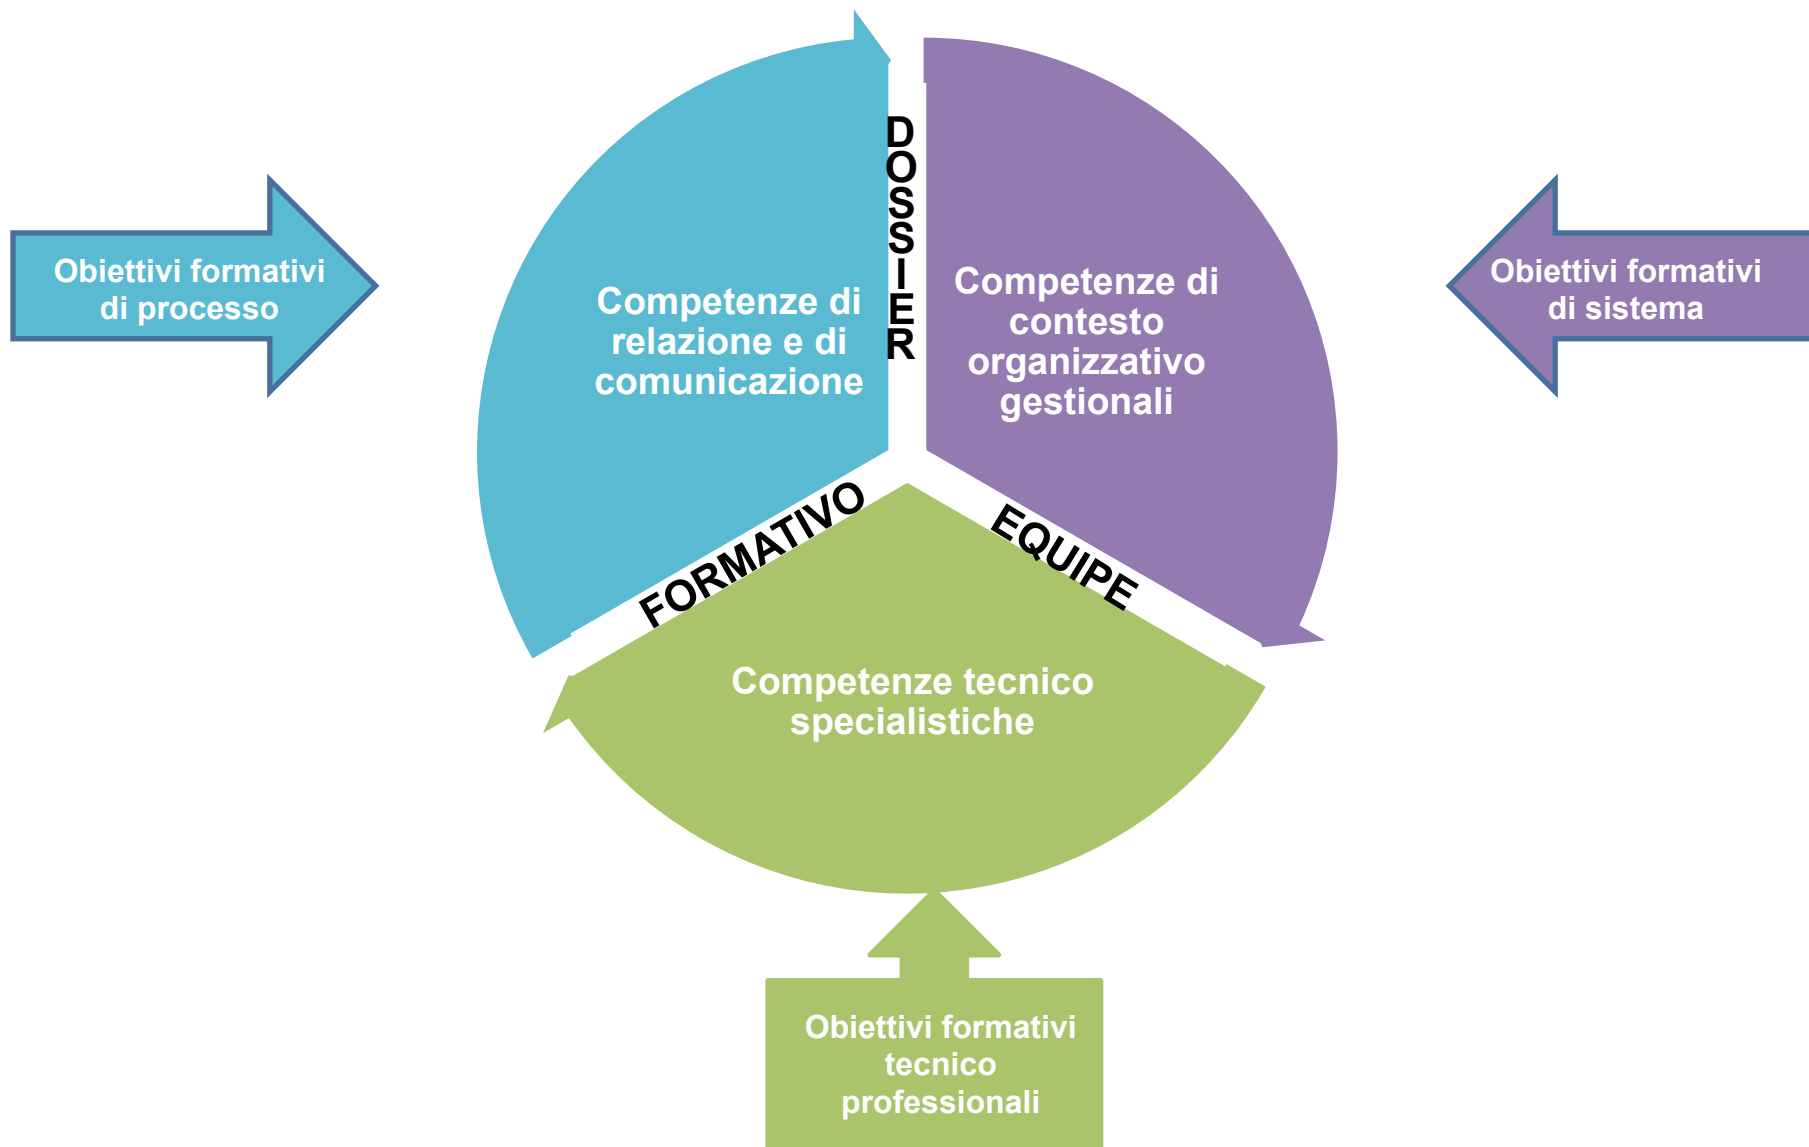 DOSSIER
Obiettivi formativi
di processo
Competenze di
relazione e di
comunicazione
Competenze di
contesto
organizzativo
gestionali
Obiettivi formativi
di sistema
FORMATIVO
EQUIPE
Competenze tecnico
specialistiche
Obiettivi formativi
tecnico
professionali